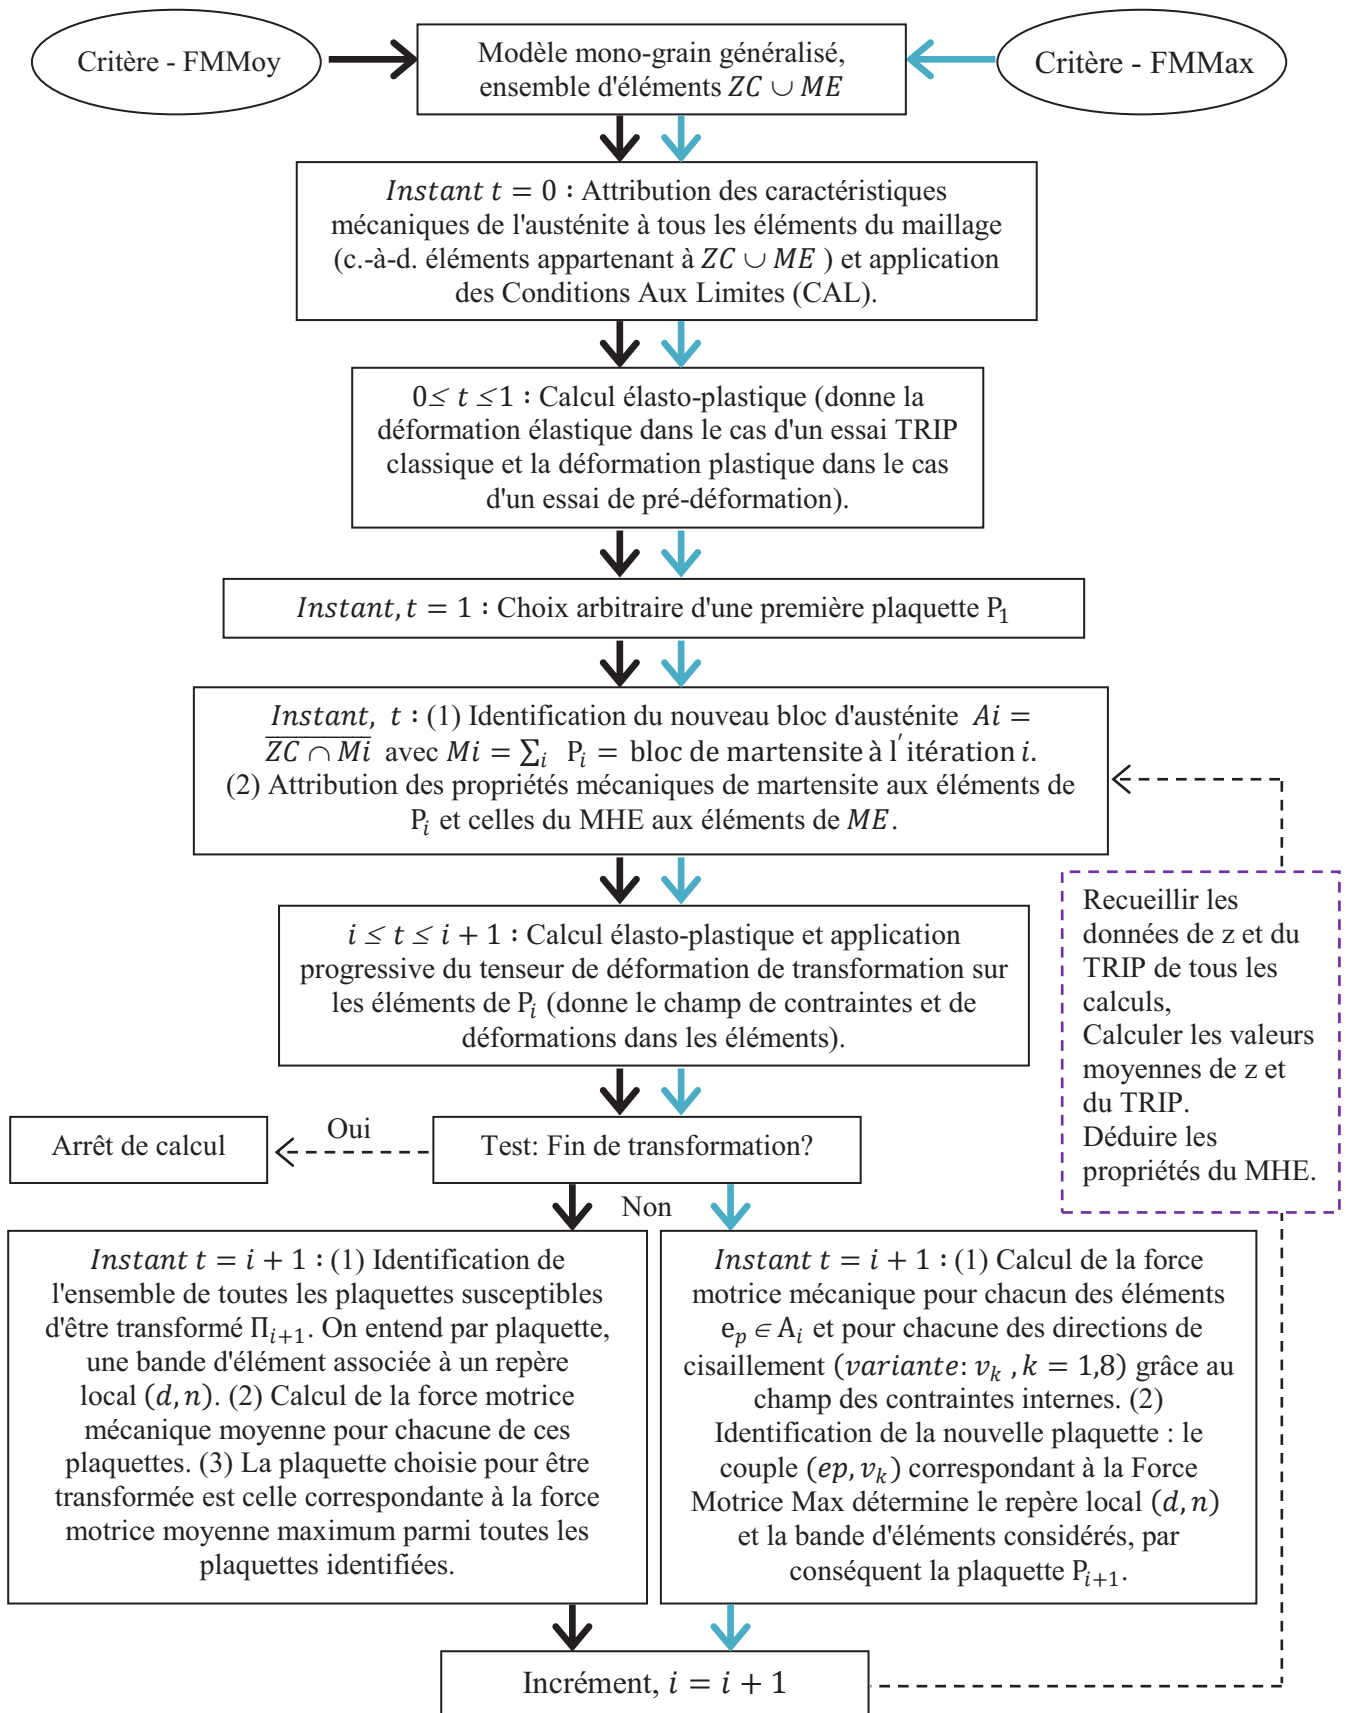 Critère - FMMoy
Modèle mono-grain généralisé,
ensemble d'éléments ZC ∪ ME
Critère - FMMax
Instant t = 0 : Attribution des caractéristiques
mécaniques de l'austénite à tous les éléments du maillage
(c.-à-d. éléments appartenant à ZC ∪ ME ) et application
des Conditions Aux Limites (CAL).
0≤ t ≤1 : Calcul élasto-plastique (donne la
déformation élastique dans le cas d'un essai TRIP
classique et la déformation plastique dans le cas
d'un essai de pré-déformation).
Instant, t = 1 : Choix arbitraire d'une première plaquette P₁
Instant, t : (1) Identification du nouveau bloc d'austénite Ai =
$\overline{ZC ∩ Mi}$ avec Mi = ∑ᵢ Pᵢ = bloc de martensite à l'itération i.
(2) Attribution des propriétés mécaniques de martensite aux éléments de
Pᵢ et celles du MHE aux éléments de ME.
i ≤ t ≤ i + 1 : Calcul élasto-plastique et application
progressive du tenseur de déformation de transformation sur
les éléments de Pᵢ (donne le champ de contraintes et de
déformations dans les éléments).
Recueillir les
données de z et du
TRIP de tous les
calculs,
Calculer les valeurs
moyennes de z et
du TRIP.
Déduire les
propriétés du MHE.
Arrêt de calcul
Oui
Test: Fin de transformation?
Non
Instant t = i + 1 : (1) Identification de
l'ensemble de toutes les plaquettes susceptibles
d'être transformé Πᵢ₊₁. On entend par plaquette,
une bande d'élément associée à un repère
local (d, n). (2) Calcul de la force motrice
mécanique moyenne pour chacune de ces
plaquettes. (3) La plaquette choisie pour être
transformée est celle correspondante à la force
motrice moyenne maximum parmi toutes les
plaquettes identifiées.
Instant t = i + 1 : (1) Calcul de la force
motrice mécanique pour chacun des éléments
eₚ ∈ Aᵢ et pour chacune des directions de
cisaillement (variante: vₖ , k = 1,8) grâce au
champ des contraintes internes. (2)
Identification de la nouvelle plaquette : le
couple (ep, vₖ) correspondant à la Force
Motrice Max détermine le repère local (d, n)
et la bande d'éléments considérés, par
conséquent la plaquette Pᵢ₊₁.
Incrément, i = i + 1